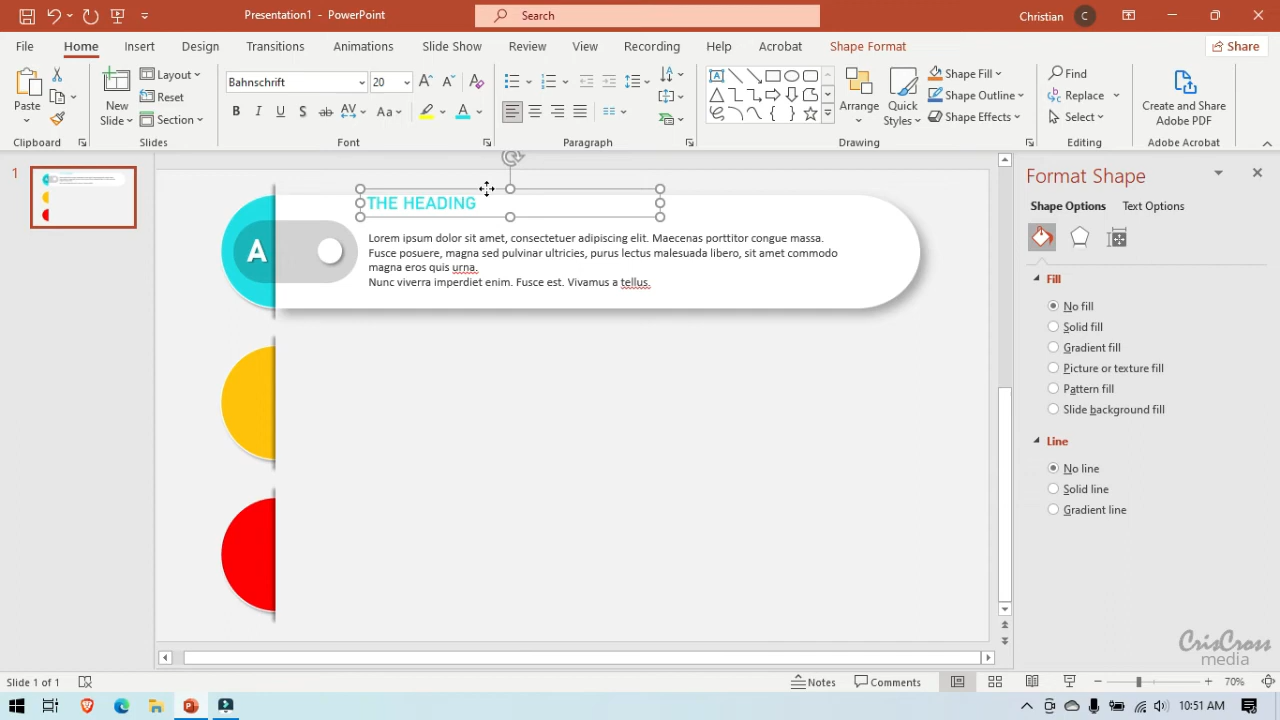 Presentation1 - PowerPoint
Search
Christian C
File Home Insert Design Transitions Animations Slide Show Review View Recording Help Acrobat Shape Format Share
Paste
New Slide
Layout
Reset
Section
Bahnschrift 20
B I U S ab AV Aa A
Arrange
Quick Styles
Shape Fill
Shape Outline
Shape Effects
Find
Replace
Select
Create and Share Adobe PDF
Clipboard Slides Font Paragraph Drawing Editing Adobe Acrobat
1
THE HEADING
A
Lorem ipsum dolor sit amet, consectetuer adipiscing elit. Maecenas porttitor congue massa.
Fusce posuere, magna sed pulvinar ultricies, purus lectus malesuada libero, sit amet commodo
magna eros quis urna.
Nunc viverra imperdiet enim. Fusce est. Vivamus a tellus.
Format Shape
Shape Options Text Options
Fill
No fill
Solid fill
Gradient fill
Picture or texture fill
Pattern fill
Slide background fill
Line
No line
Solid line
Gradient line
CrisCross
media
Slide 1 of 1 Notes Comments 70%
10:51 AM